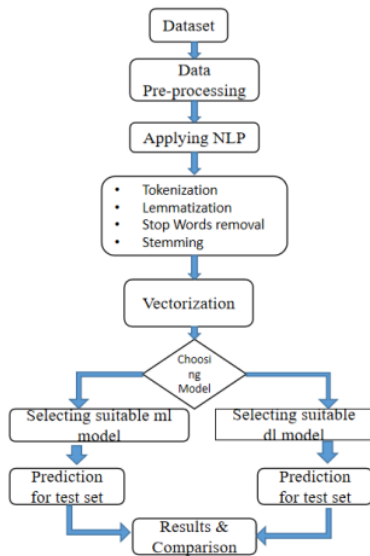 Dataset
Data
Pre-processing
Applying NLP
• Tokenization
• Lemmatization
• Stop Words removal
• Stemming
Vectorization
Choosi
ng
Model
Selecting suitable ml
model
Selecting suitable
dl model
Prediction
for test set
Prediction
for test set
Results &
Comparison